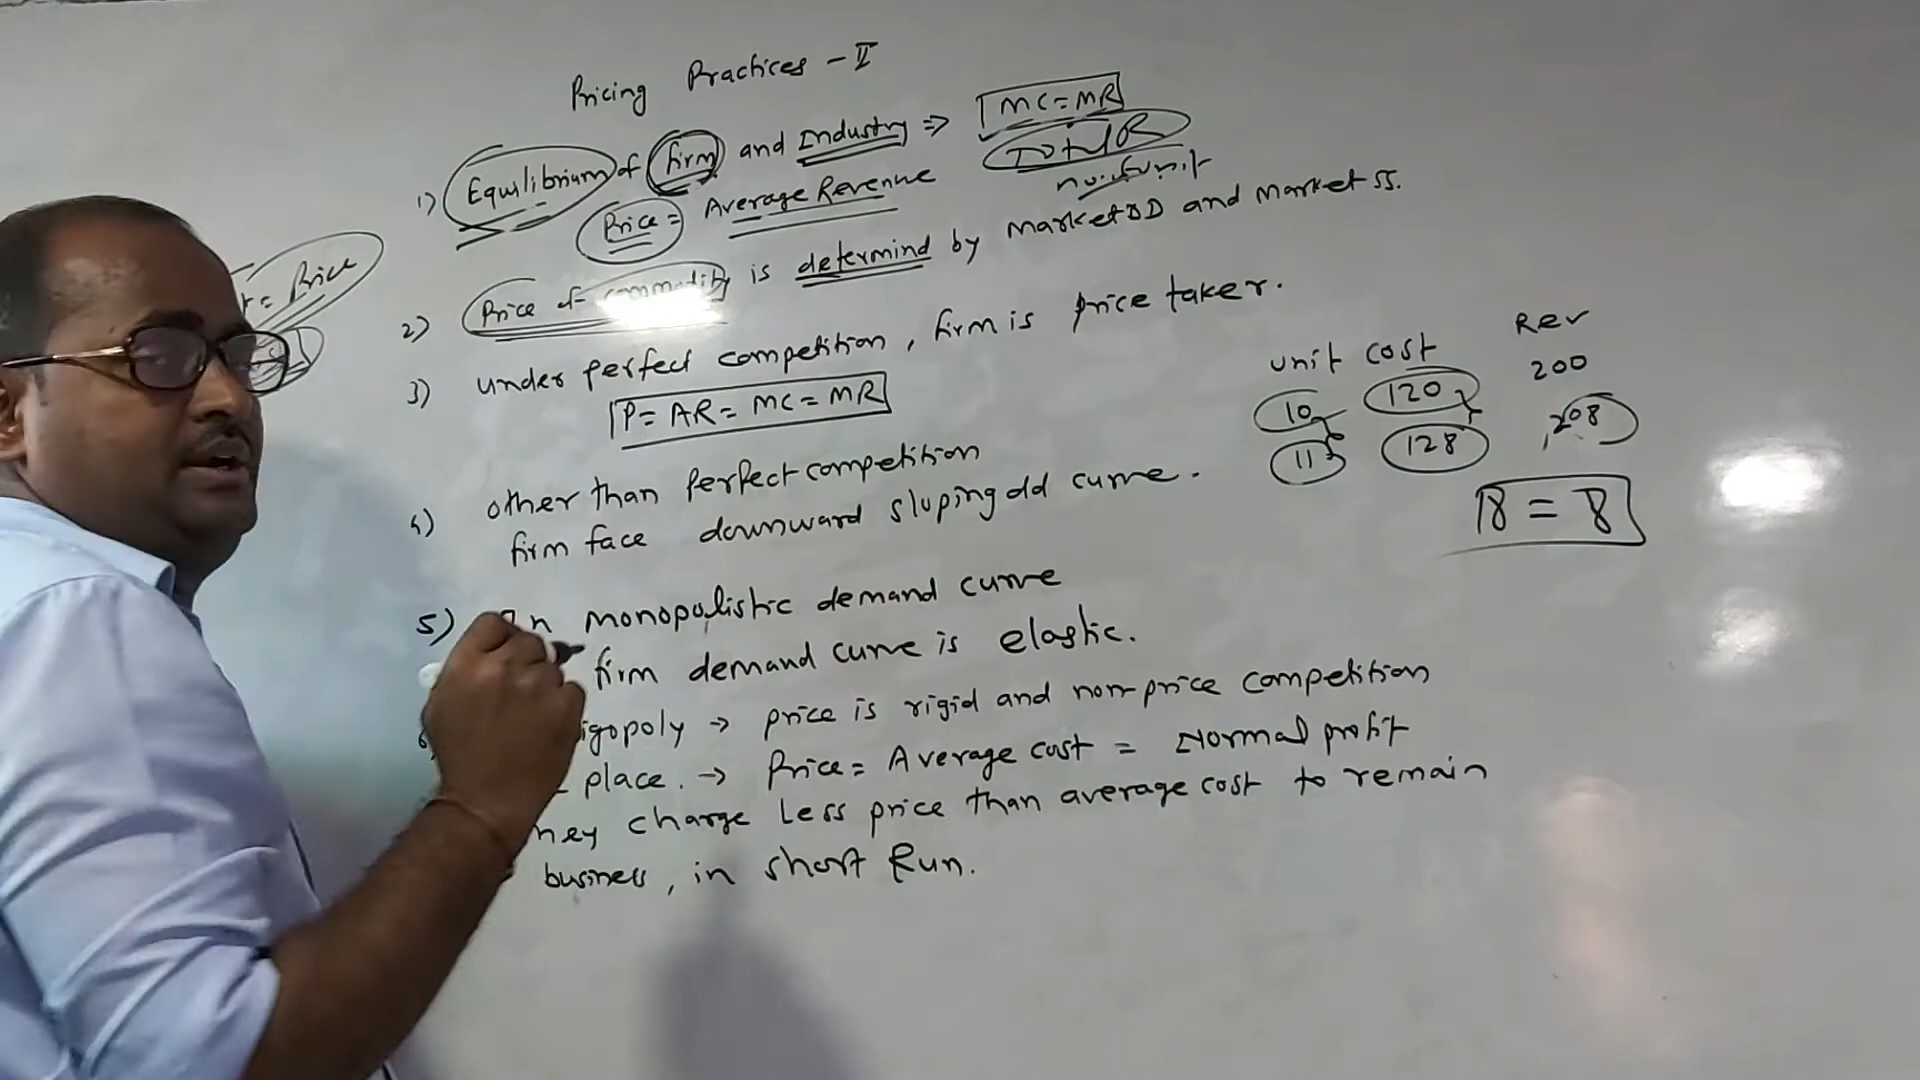 Pricing Practices - II
1) Equilibrium of firm and Industry ⇒ MC = MR
Price = Average Revenue
Total R
no. of unit
= Price
2) Price of commodity is determind by market DD and market SS.
3) under perfect competition, firm is price taker.
P = AR = MC = MR
4) other than perfect competition
firm face downward sloping dd curve.
unit cost Rev
10 120 200
11 128 208
8 = 8
5) In monopolistic demand curve
firm demand curve is elastic.
igopoly → price is rigid and non-price competition
place. → Price = Average cost = Normal profit
hey charge less price than average cost to remain
business, in short Run.